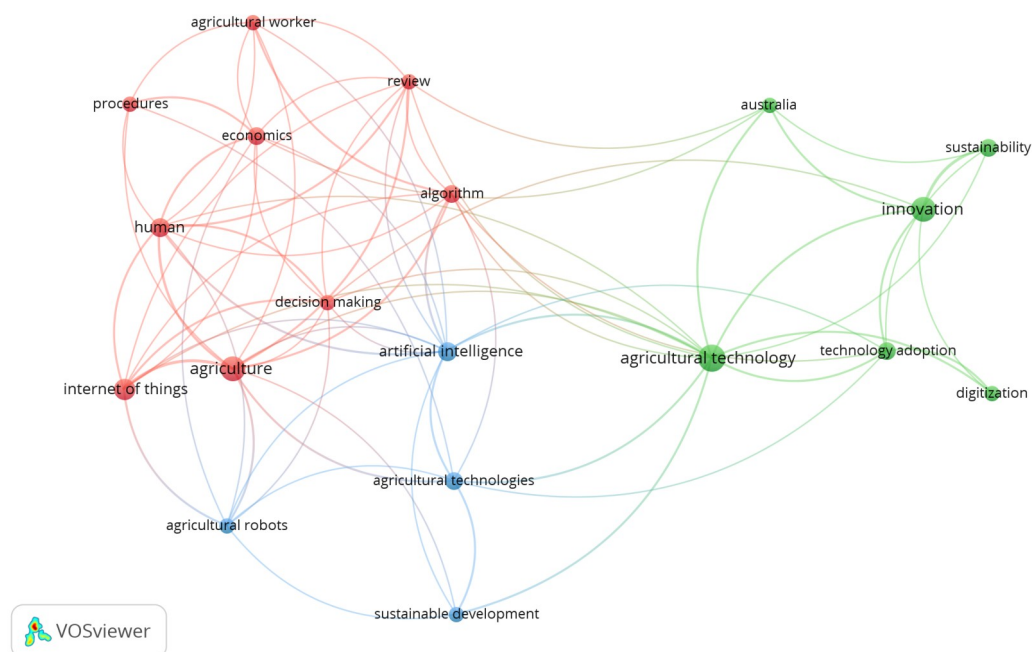 agricultural worker
review
procedures
australia
economics
sustainability
algorithm
innovation
human
decision making
artificial intelligence
agricultural technology
technology adoption
agriculture
internet of things
digitization
agricultural technologies
agricultural robots
sustainable development
VOSviewer